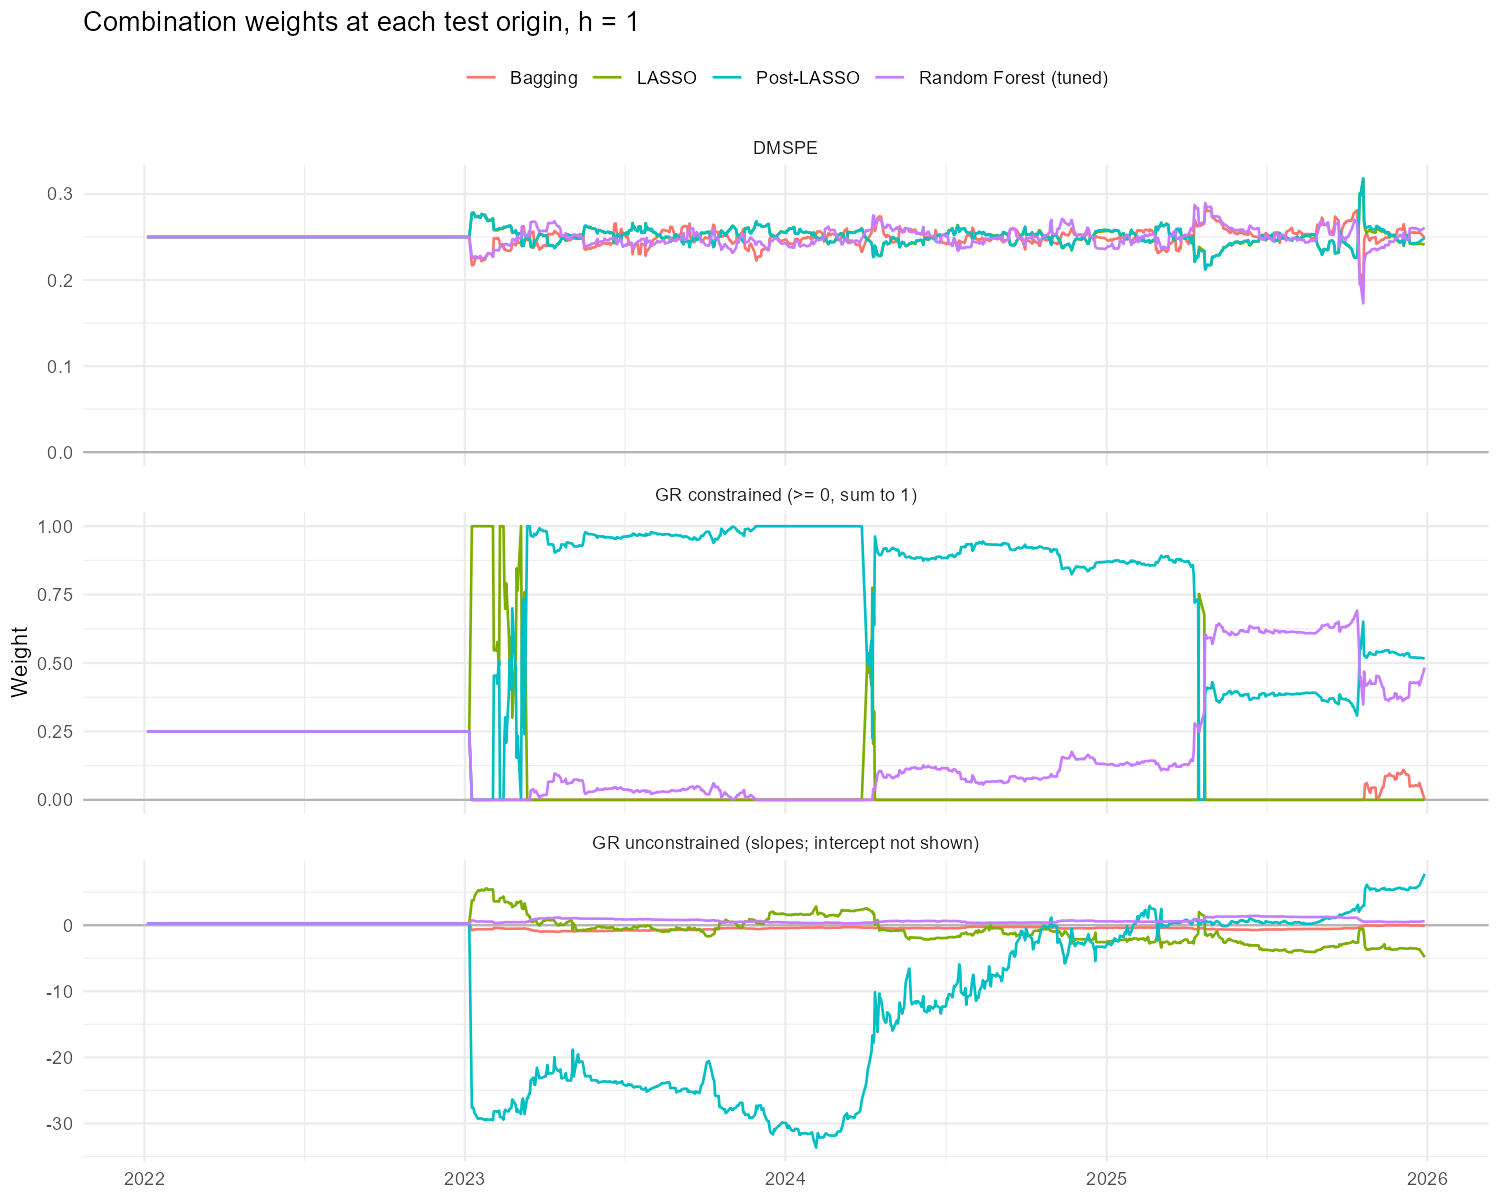 Combination weights at each test origin, h = 1
Bagging LASSO Post-LASSO Random Forest (tuned)
DMSPE
0.3
0.2
0.1
0.0
GR constrained (>= 0, sum to 1)
1.00
0.75
0.50
0.25
0.00
Weight
GR unconstrained (slopes; intercept not shown)
0
-10
-20
-30
2022 2023 2024 2025 2026